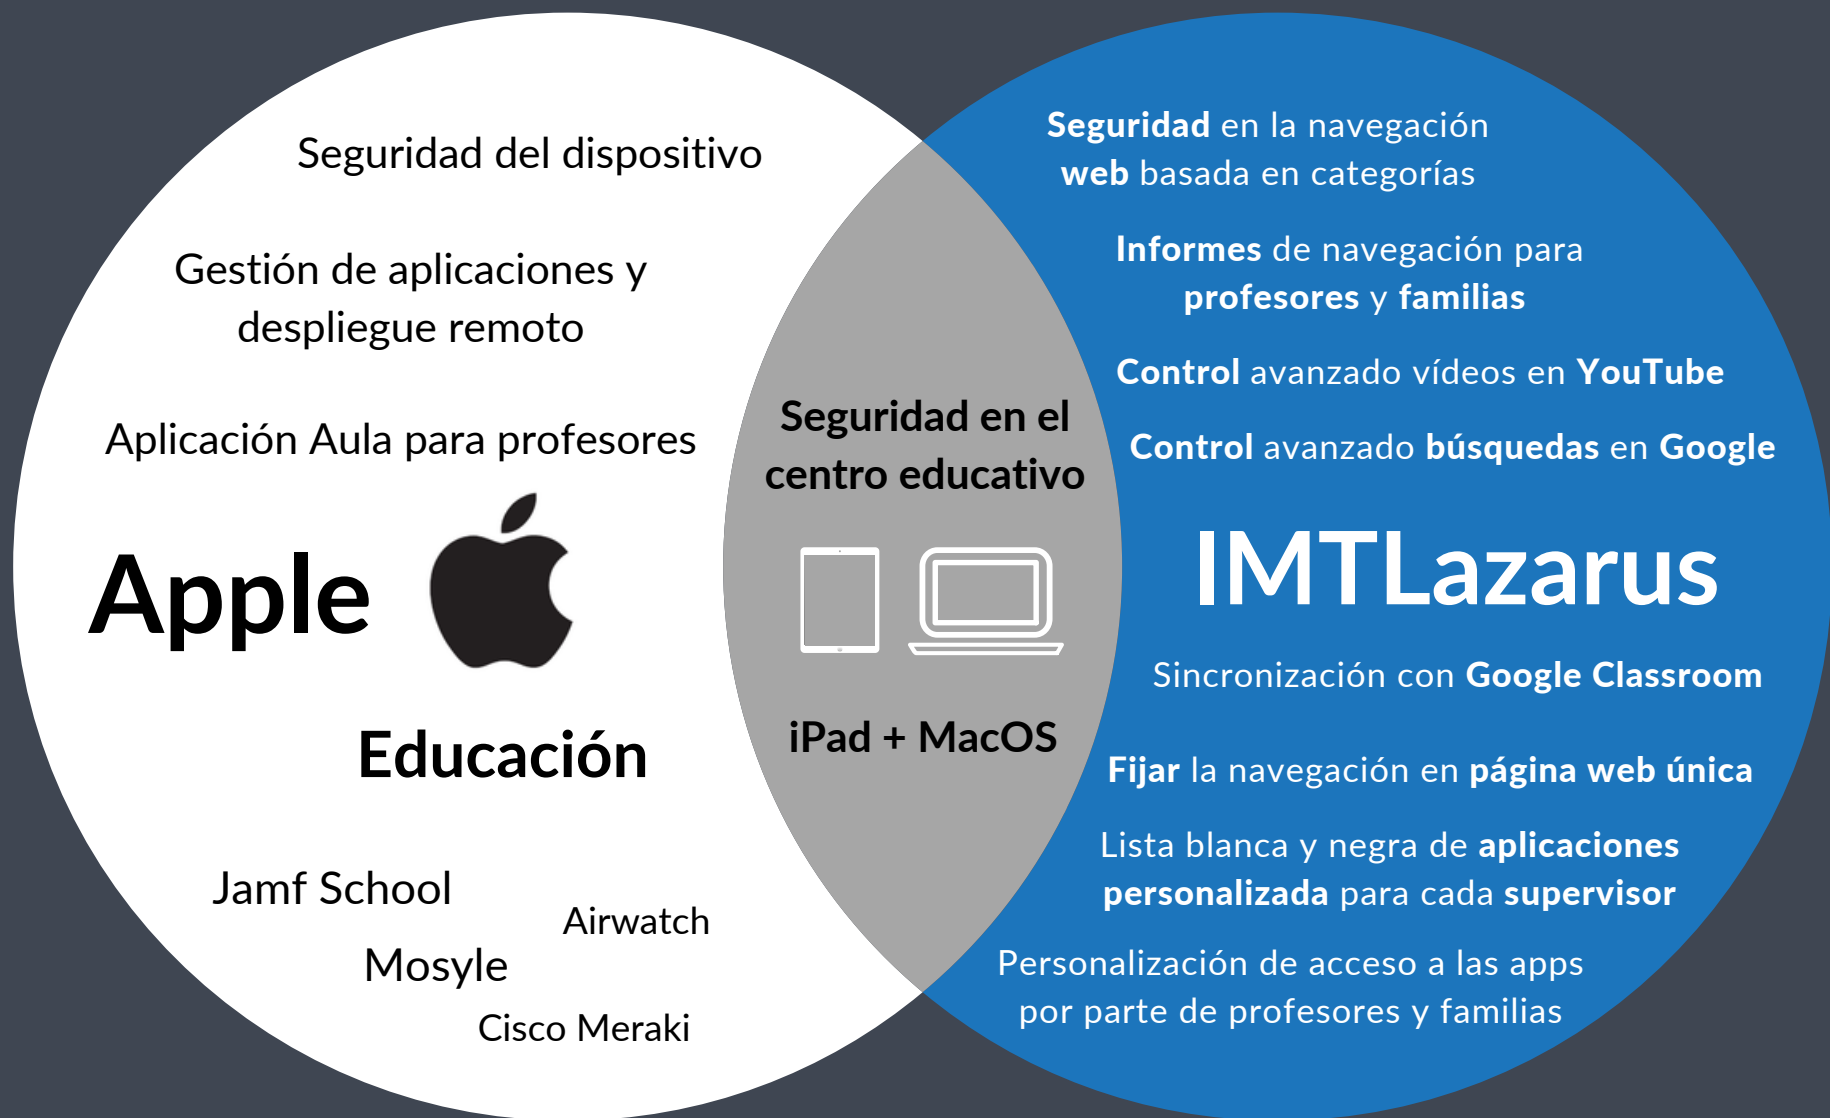 Seguridad del dispositivo
Gestión de aplicaciones y
despliegue remoto
Aplicación Aula para profesores
Apple
Educación
Jamf School
Airwatch
Mosyle
Cisco Meraki
Seguridad en el
centro educativo
iPad + MacOS
Seguridad en la navegación
web basada en categorías
Informes de navegación para
profesores y familias
Control avanzado vídeos en YouTube
Control avanzado búsquedas en Google
IMTLazarus
Sincronización con Google Classroom
Fijar la navegación en página web única
Lista blanca y negra de aplicaciones
personalizada para cada supervisor
Personalización de acceso a las apps
por parte de profesores y familias